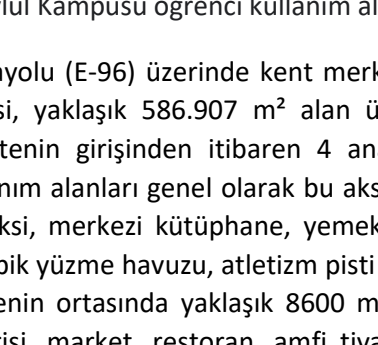 lül Kampüsü öğrenci kullanım al
yolu (E-96) üzerinde kent merk
si, yaklaşık 586.907 m² alan ü
tenin girişinden itibaren 4 an
nım alanları genel olarak bu aks
ksi, merkezi kütüphane, yemek
pik yüzme havuzu, atletizm pisti
enin ortasında yaklaşık 8600 m
risi, market, restoran, amfi tiya